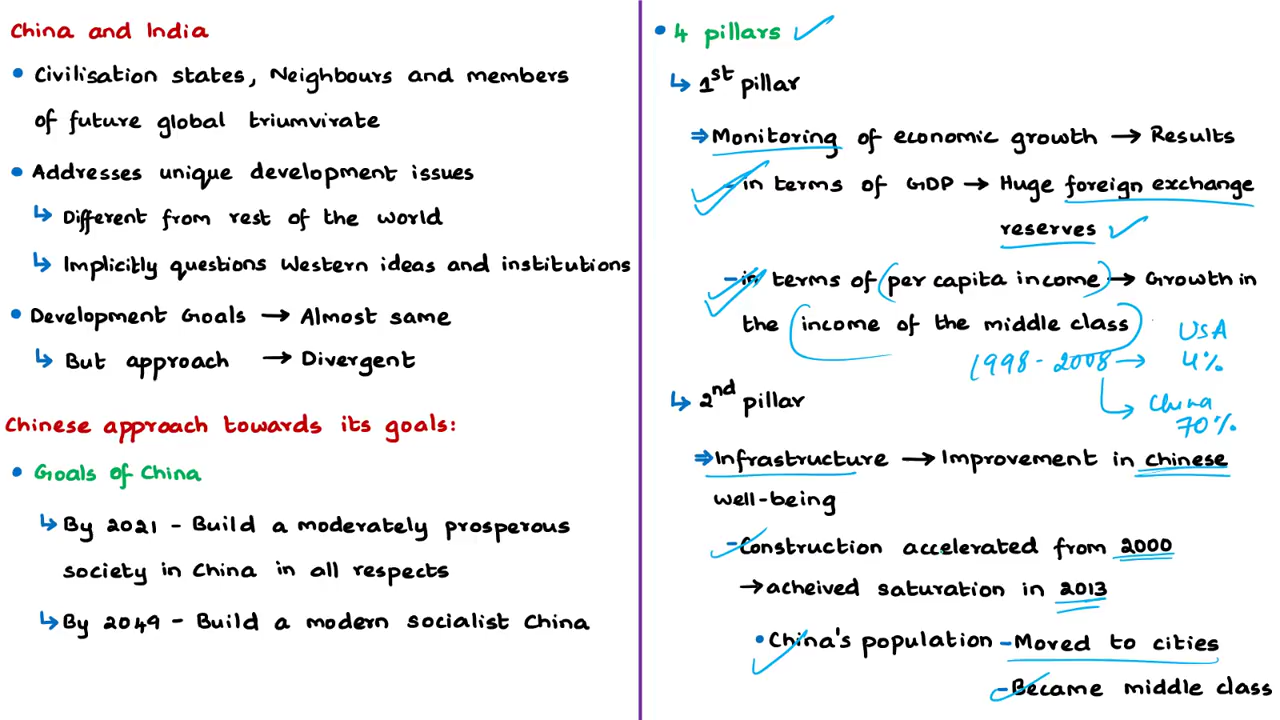 China and India
• Civilisation states, Neighbours and members
of future global triumvirate
• Addresses unique development issues
↳ Different from rest of the world
↳ Implicitly questions Western ideas and institutions
• Development Goals → Almost same
↳ But approach → Divergent
Chinese approach towards its goals:
• Goals of China
↳ By 2021 - Build a moderately prosperous
society in China in all respects
↳ By 2049 - Build a modern socialist China
• 4 pillars ✓
↳ 1st pillar
⇒ Monitoring of economic growth → Results
- in terms of GDP → Huge foreign exchange
reserves ✓
- in terms of (per capita income) → Growth in
the (income of the middle class)
USA
1998 - 2008 → 4%
↳ China
70%
↳ 2nd pillar
⇒ Infrastructure → Improvement in Chinese
well-being
- Construction accelerated from 2000
→ acheived saturation in 2013
• China's population - Moved to cities
- Became middle class